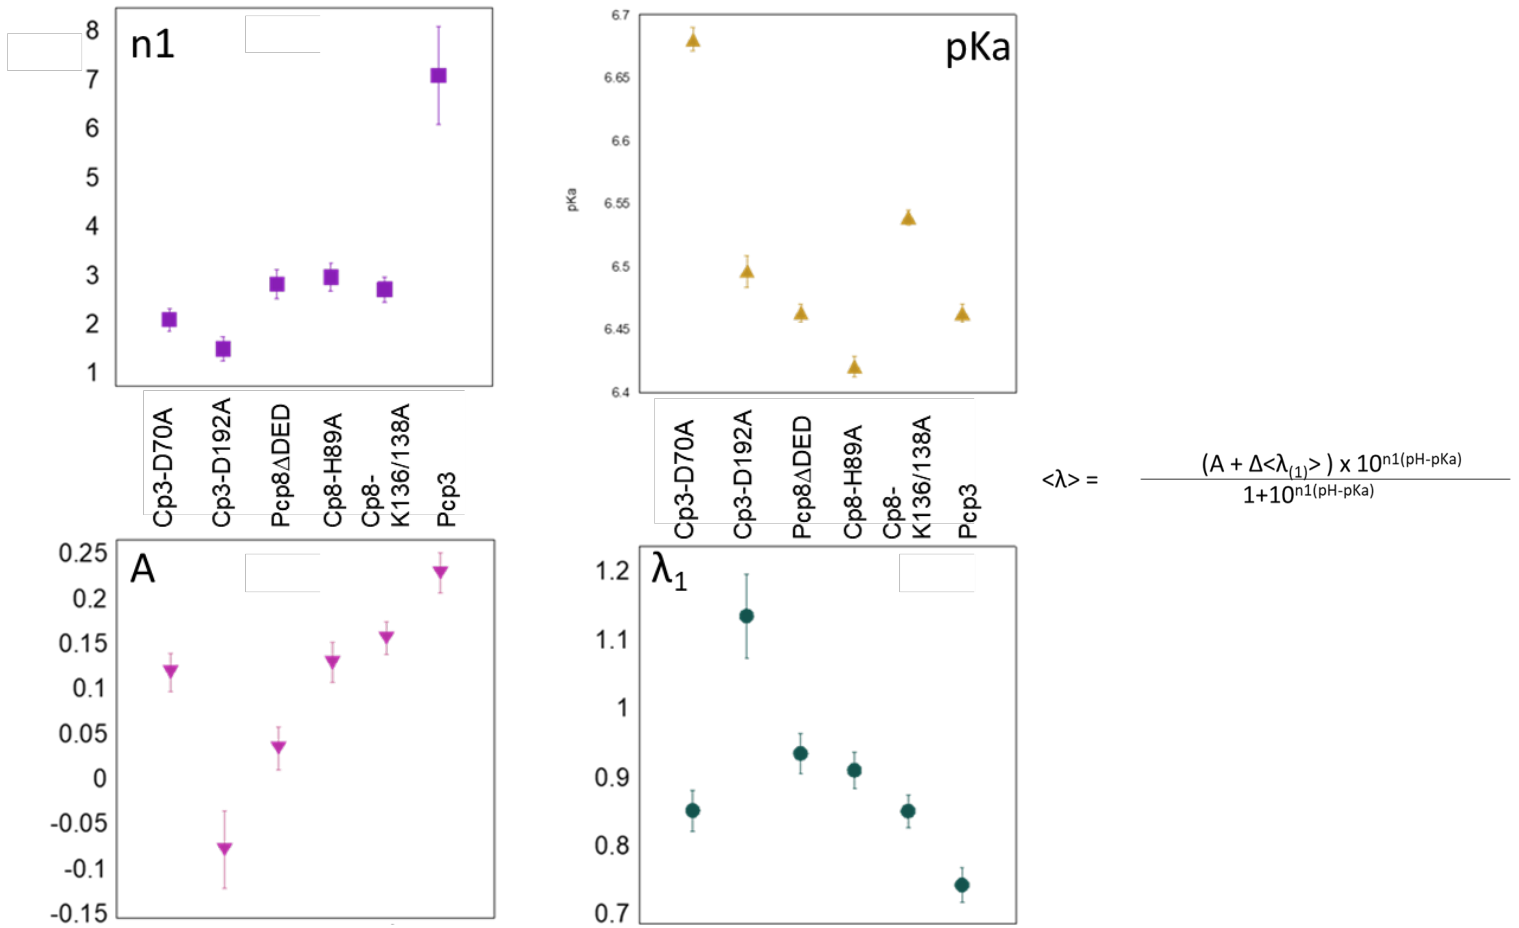 n1
8
7
6
5
4
3
2
1
pKa
pKa
6.7
6.65
6.6
6.55
6.5
6.45
6.4
Cp3-D70A
Cp3-D192A
Pcp8ΔDED
Cp8-H89A
Cp8-
K136/138A
Pcp3
Cp3-D70A
Cp3-D192A
Pcp8ΔDED
Cp8-H89A
Cp8-
K136/138A
Pcp3
<λ> =
(A + Δ<λ(1)> ) x 10n1(pH-pKa)
1+10n1(pH-pKa)
A
0.25
0.2
0.15
0.1
0.05
0
-0.05
-0.1
-0.15
λ1
1.2
1.1
1
0.9
0.8
0.7